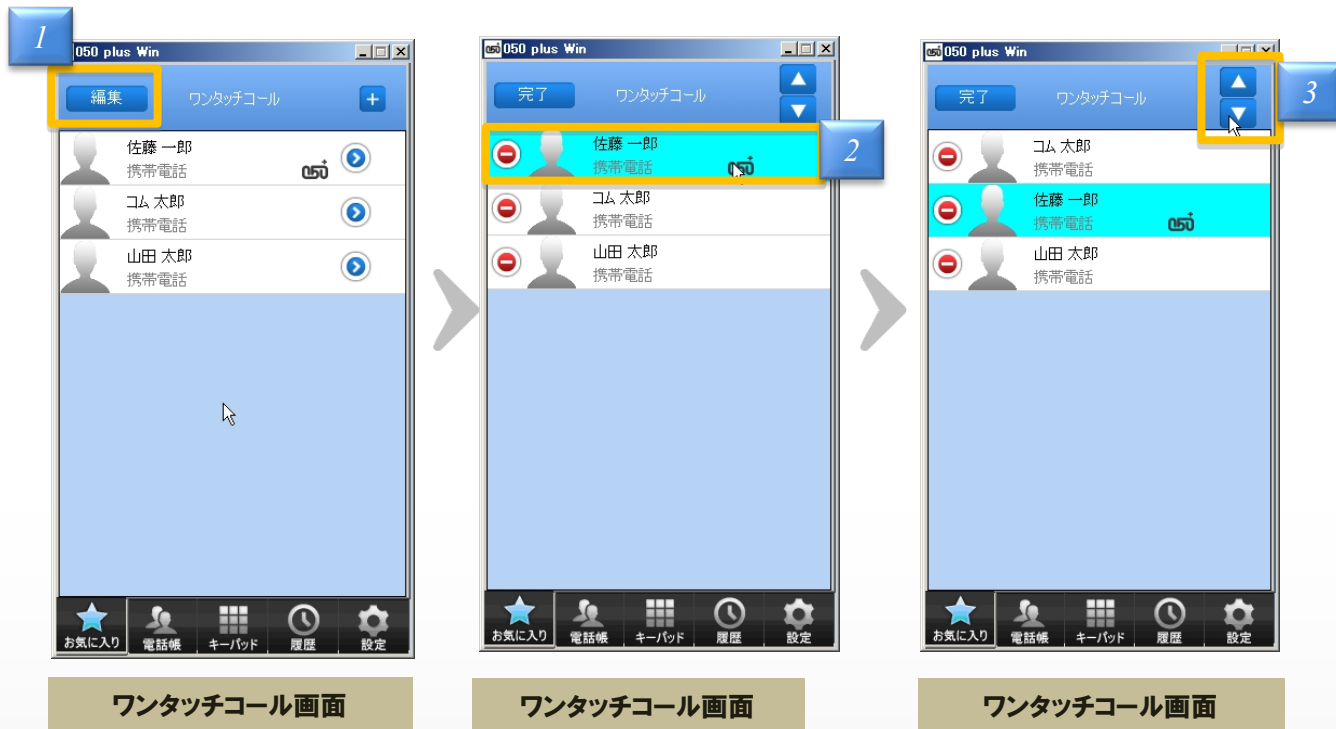 1
050 plus Win
編集
ワンタッチコール
+
佐藤 一郎
携帯電話
050
コム 太郎
携帯電話
山田 太郎
携帯電話
お気に入り
電話帳
キーパッド
履歴
設定
ワンタッチコール画面
050 050 plus Win
完了
ワンタッチコール
2
佐藤 一郎
携帯電話
050
コム 太郎
携帯電話
山田 太郎
携帯電話
お気に入り
電話帳
キーパッド
履歴
設定
ワンタッチコール画面
050 050 plus Win
完了
ワンタッチコール
3
コム 太郎
携帯電話
佐藤 一郎
携帯電話
050
山田 太郎
携帯電話
お気に入り
電話帳
キーパッド
履歴
設定
ワンタッチコール画面